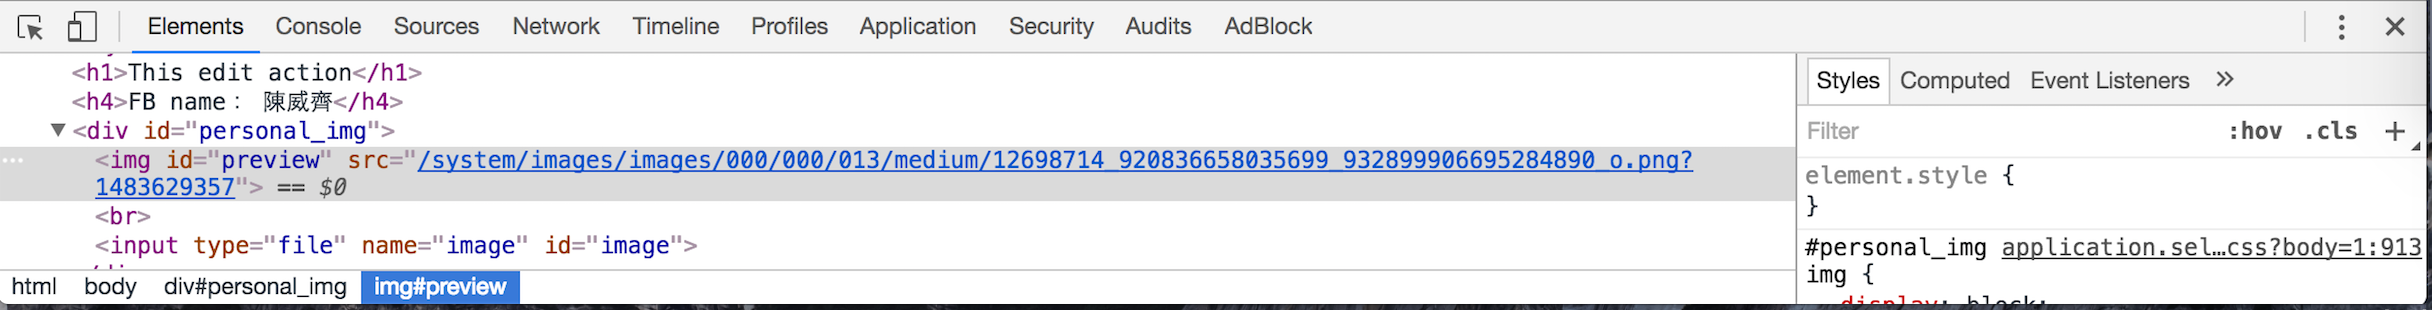 Elements Console Sources Network Timeline Profiles Application Security Audits AdBlock
<h1>This edit action</h1>
<h4>FB name： 陳威齊</h4>
▼<div id="personal_img">
<img id="preview" src="/system/images/images/000/000/013/medium/12698714_920836658035699_932899906695284890_o.png?
1483629357"> == $0
<br>
<input type="file" name="image" id="image">
html body div#personal_img img#preview
Styles Computed Event Listeners »
Filter :hov .cls +
element.style {
}
#personal_img application.sel…css?body=1:913
img {
display: block;